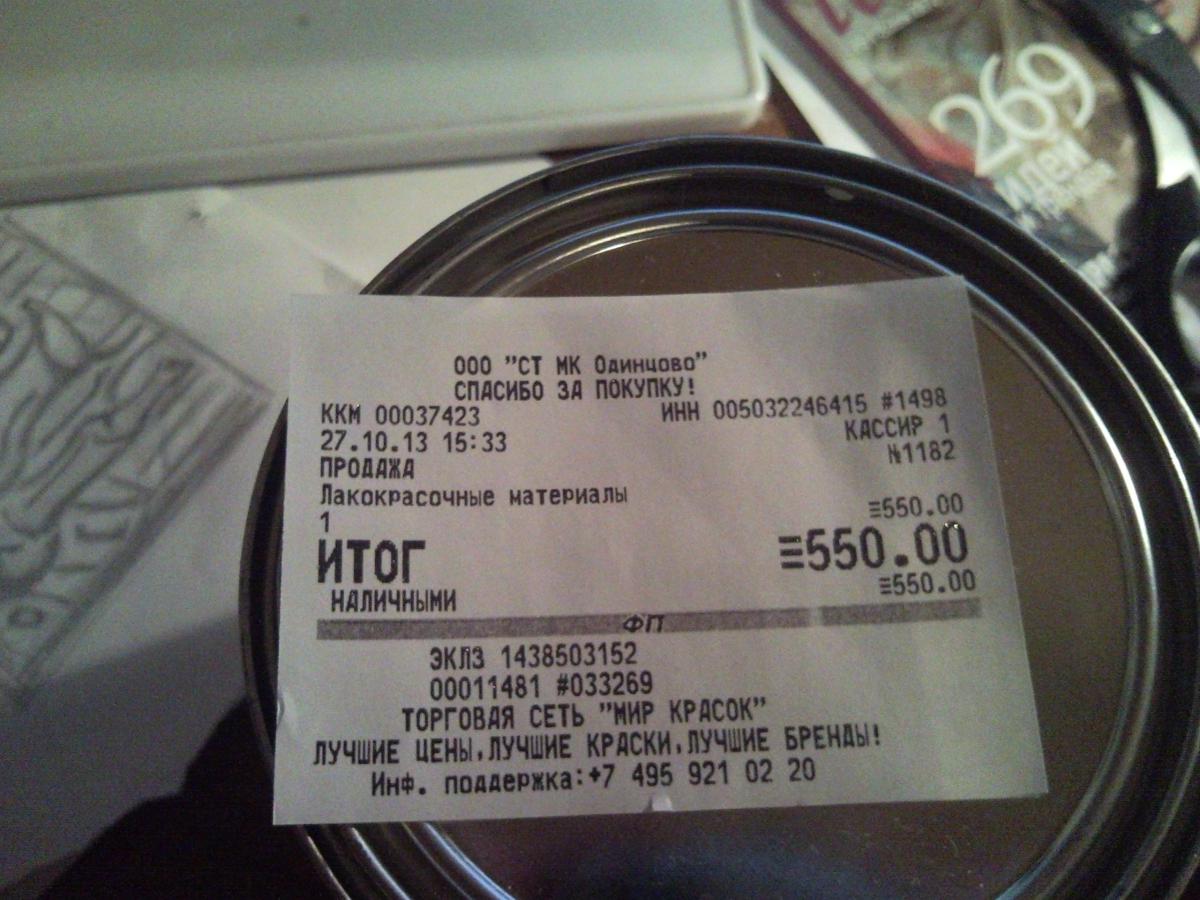 269
идей
ООО "СТ МК Одинцово"
СПАСИБО ЗА ПОКУПКУ!
ККМ 00037423 ИНН 005032246415 #1498
27.10.13 15:33 КАССИР 1
ПРОДАЖА №1182
Лакокрасочные материалы
1 ≡550.00
ИТОГ ≡550.00
НАЛИЧНЫМИ ≡550.00
ФП
ЭКЛЗ 1438503152
00011481 #033269
ТОРГОВАЯ СЕТЬ "МИР КРАСОК"
ЛУЧШИЕ ЦЕНЫ,ЛУЧШИЕ КРАСКИ,ЛУЧШИЕ БРЕНДЫ!
Инф. поддержка:+7 495 921 02 20